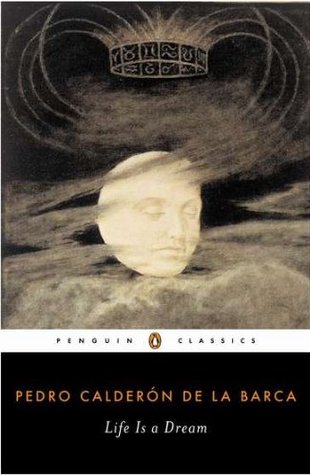 PENGUIN CLASSICS
PEDRO CALDERÓN DE LA BARCA
Life Is a Dream